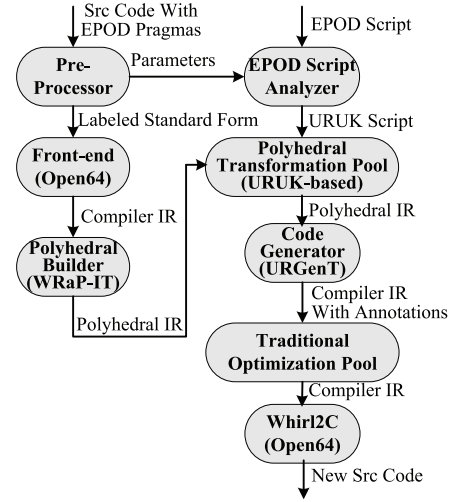 Src Code With
EPOD Pragmas
EPOD Script
Pre-
Processor
Parameters
EPOD Script
Analyzer
Labeled Standard Form
URUK Script
Front-end
(Open64)
Polyhedral
Transformation Pool
(URUK-based)
Compiler IR
Polyhedral IR
Polyhedral
Builder
(WRaP-IT)
Code
Generator
(URGenT)
Polyhedral IR
Compiler IR
With Annotations
Traditional
Optimization Pool
Compiler IR
Whirl2C
(Open64)
New Src Code